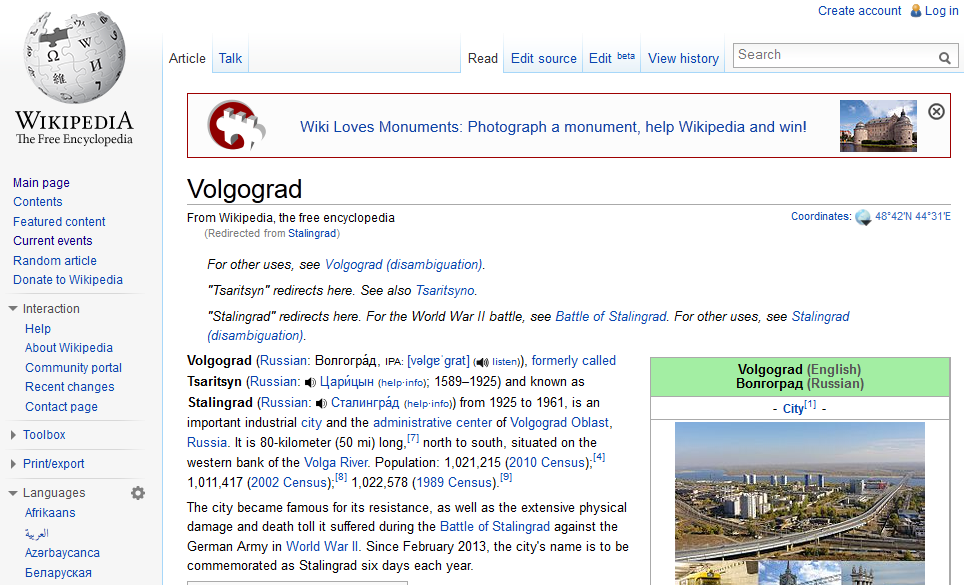 Create account Log in
WIKIPEDIA
The Free Encyclopedia
Article Talk Read Edit source Edit beta View history Search
Wiki Loves Monuments: Photograph a monument, help Wikipedia and win!
Main page
Contents
Featured content
Current events
Random article
Donate to Wikipedia
Interaction
Help
About Wikipedia
Community portal
Recent changes
Contact page
Toolbox
Print/export
Languages
Afrikaans
العربية
Azərbaycanca
Беларуская
Volgograd
From Wikipedia, the free encyclopedia
Coordinates: 48°42′N 44°31′E
(Redirected from Stalingrad)
For other uses, see Volgograd (disambiguation).
"Tsaritsyn" redirects here. See also Tsaritsyno.
"Stalingrad" redirects here. For the World War II battle, see Battle of Stalingrad. For other uses, see Stalingrad
(disambiguation).
Volgograd (Russian: Волгогра́д, IPA: [vəlɡɐˈɡrat] ( listen)), formerly called
Tsaritsyn (Russian: Цари́цын (help·info); 1589–1925) and known as
Stalingrad (Russian: Сталингра́д (help·info)) from 1925 to 1961, is an
important industrial city and the administrative center of Volgograd Oblast,
Russia. It is 80-kilometer (50 mi) long,[7] north to south, situated on the
western bank of the Volga River. Population: 1,021,215 (2010 Census);[4]
1,011,417 (2002 Census);[8] 1,022,578 (1989 Census).[9]
The city became famous for its resistance, as well as the extensive physical
damage and death toll it suffered during the Battle of Stalingrad against the
German Army in World War II. Since February 2013, the city's name is to be
commemorated as Stalingrad six days each year.
Volgograd (English)
Волгоград (Russian)
- City[1] -